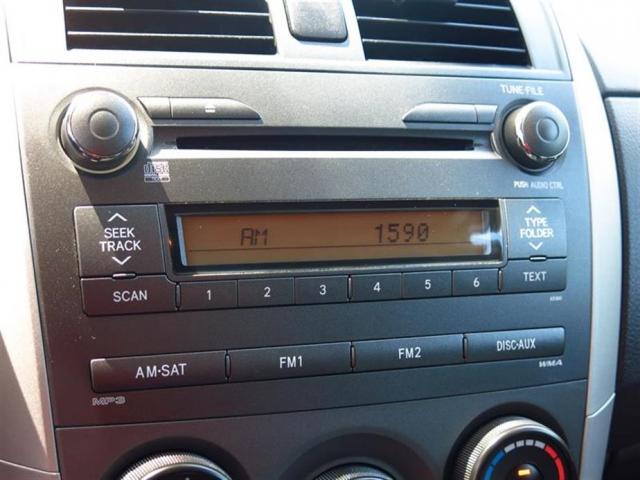 TUNE·FILE
PUSH AUDIO CTRL
SEEK
TRACK
AM 1590
TYPE
FOLDER
SCAN
1 2 3 4 5 6
TEXT
AM·SAT
FM1
FM2
DISC·AUX
MP3
WMA